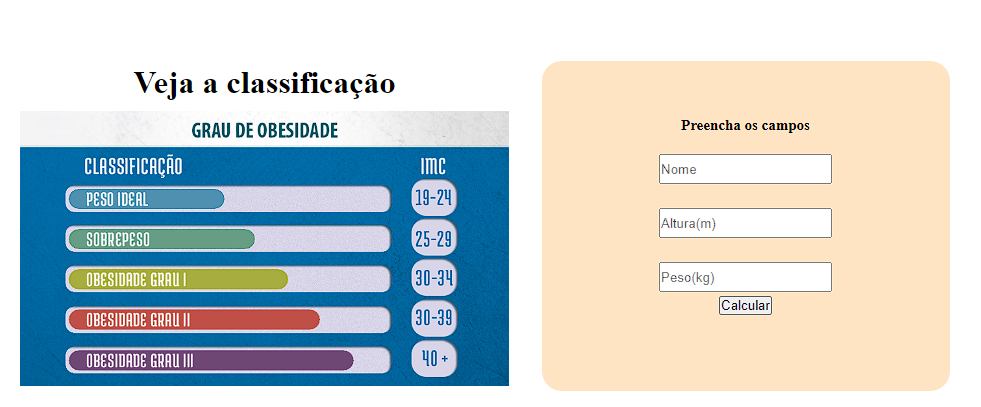 Veja a classificação
GRAU DE OBESIDADE
CLASSIFICAÇÃO IMC
PESO IDEAL 19-24
SOBREPESO 25-29
OBESIDADE GRAU I 30-34
OBESIDADE GRAU II 30-39
OBESIDADE GRAU III 40 +
Preencha os campos
Nome
Altura(m)
Peso(kg)
Calcular